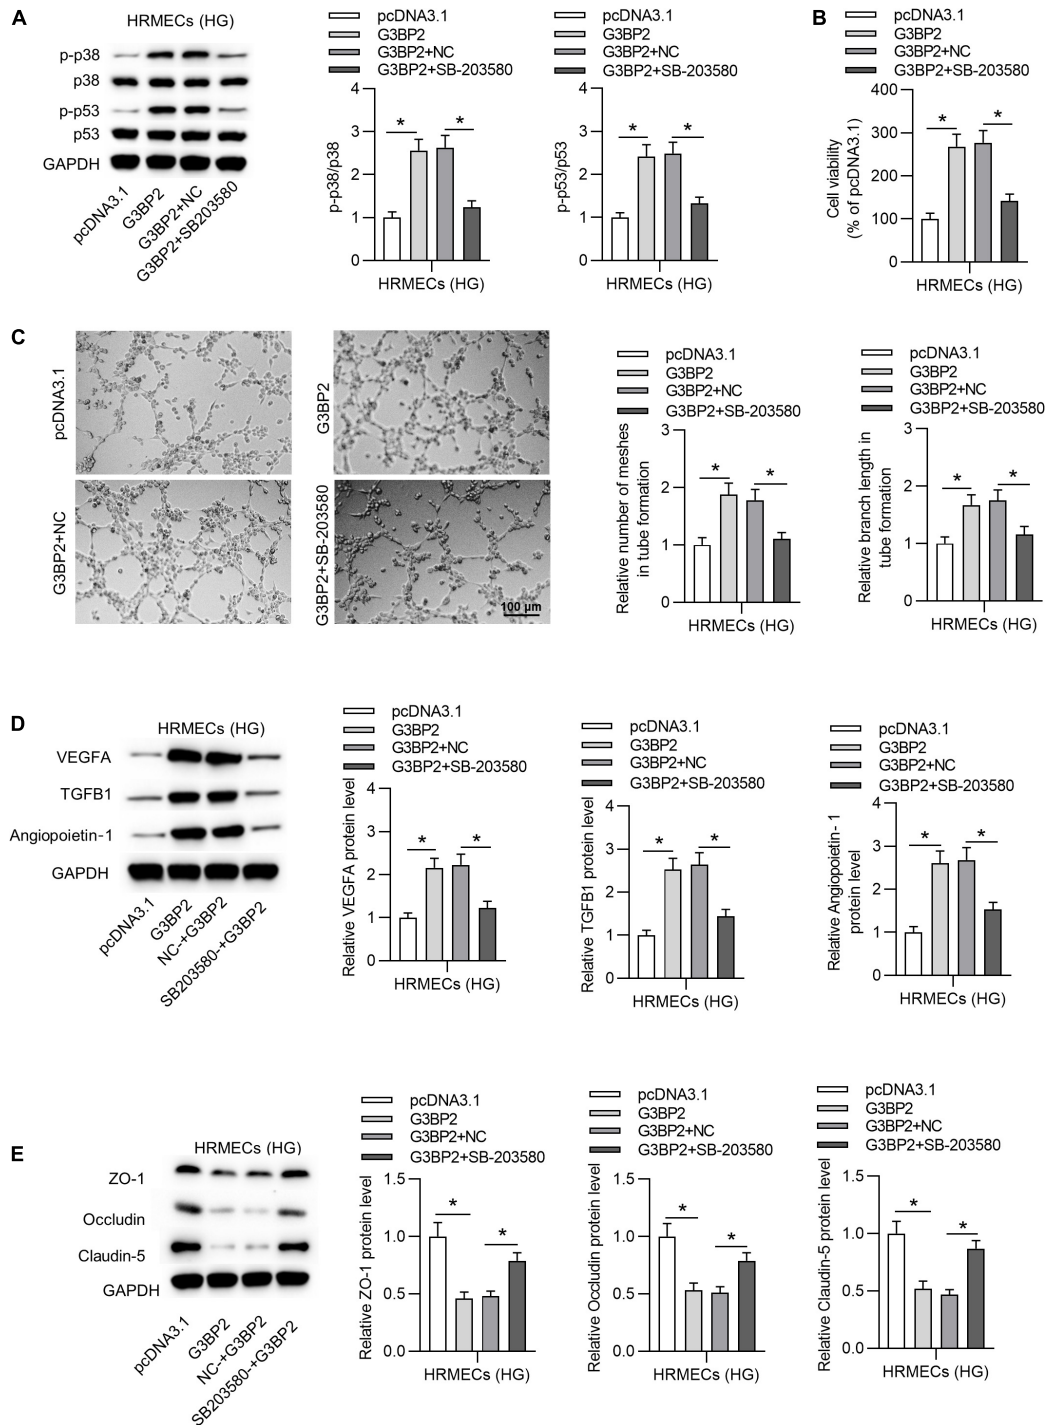 A
HRMECs (HG)
p-p38
p38
p-p53
p53
GAPDH
pcDNA3.1
G3BP2
G3BP2+NC
G3BP2+SB203580
pcDNA3.1
G3BP2
G3BP2+NC
G3BP2+SB-203580
p-p38/p38
4
3
2
1
0
*
*
HRMECs (HG)
pcDNA3.1
G3BP2
G3BP2+NC
G3BP2+SB-203580
p-p53/p53
4
3
2
1
0
*
*
HRMECs (HG)
B
pcDNA3.1
G3BP2
G3BP2+NC
G3BP2+SB-203580
Cell viability
(% of pcDNA3.1)
400
300
200
100
0
*
*
HRMECs (HG)
C
pcDNA3.1
G3BP2
G3BP2+NC
G3BP2+SB-203580
100 µm
pcDNA3.1
G3BP2
G3BP2+NC
G3BP2+SB-203580
Relative number of meshes
in tube formation
3
2
1
0
*
*
HRMECs (HG)
pcDNA3.1
G3BP2
G3BP2+NC
G3BP2+SB-203580
Relative branch length in
tube formation
3
2
1
0
*
*
HRMECs (HG)
D
HRMECs (HG)
VEGFA
TGFB1
Angiopoietin-1
GAPDH
pcDNA3.1
G3BP2
NC-+G3BP2
SB203580-+G3BP2
pcDNA3.1
G3BP2
G3BP2+NC
G3BP2+SB-203580
Relative VEGFA protein level
4
3
2
1
0
*
*
HRMECs (HG)
pcDNA3.1
G3BP2
G3BP2+NC
G3BP2+SB-203580
Relative TGFB1 protein level
4
3
2
1
0
*
*
HRMECs (HG)
pcDNA3.1
G3BP2
G3BP2+NC
G3BP2+SB-203580
Relative Angiopoietin- 1
protein level
4
3
2
1
0
*
*
HRMECs (HG)
E
HRMECs (HG)
ZO-1
Occludin
Claudin-5
GAPDH
pcDNA3.1
G3BP2
NC-+G3BP2
SB203580-+G3BP2
pcDNA3.1
G3BP2
G3BP2+NC
G3BP2+SB-203580
Relative ZO-1 protein level
1.5
1.0
0.5
0.0
*
*
HRMECs (HG)
pcDNA3.1
G3BP2
G3BP2+NC
G3BP2+SB-203580
Relative Occludin protein level
1.5
1.0
0.5
0.0
*
*
HRMECs (HG)
pcDNA3.1
G3BP2
G3BP2+NC
G3BP2+SB-203580
Relative Claudin-5 protein level
1.5
1.0
0.5
0.0
*
*
HRMECs (HG)